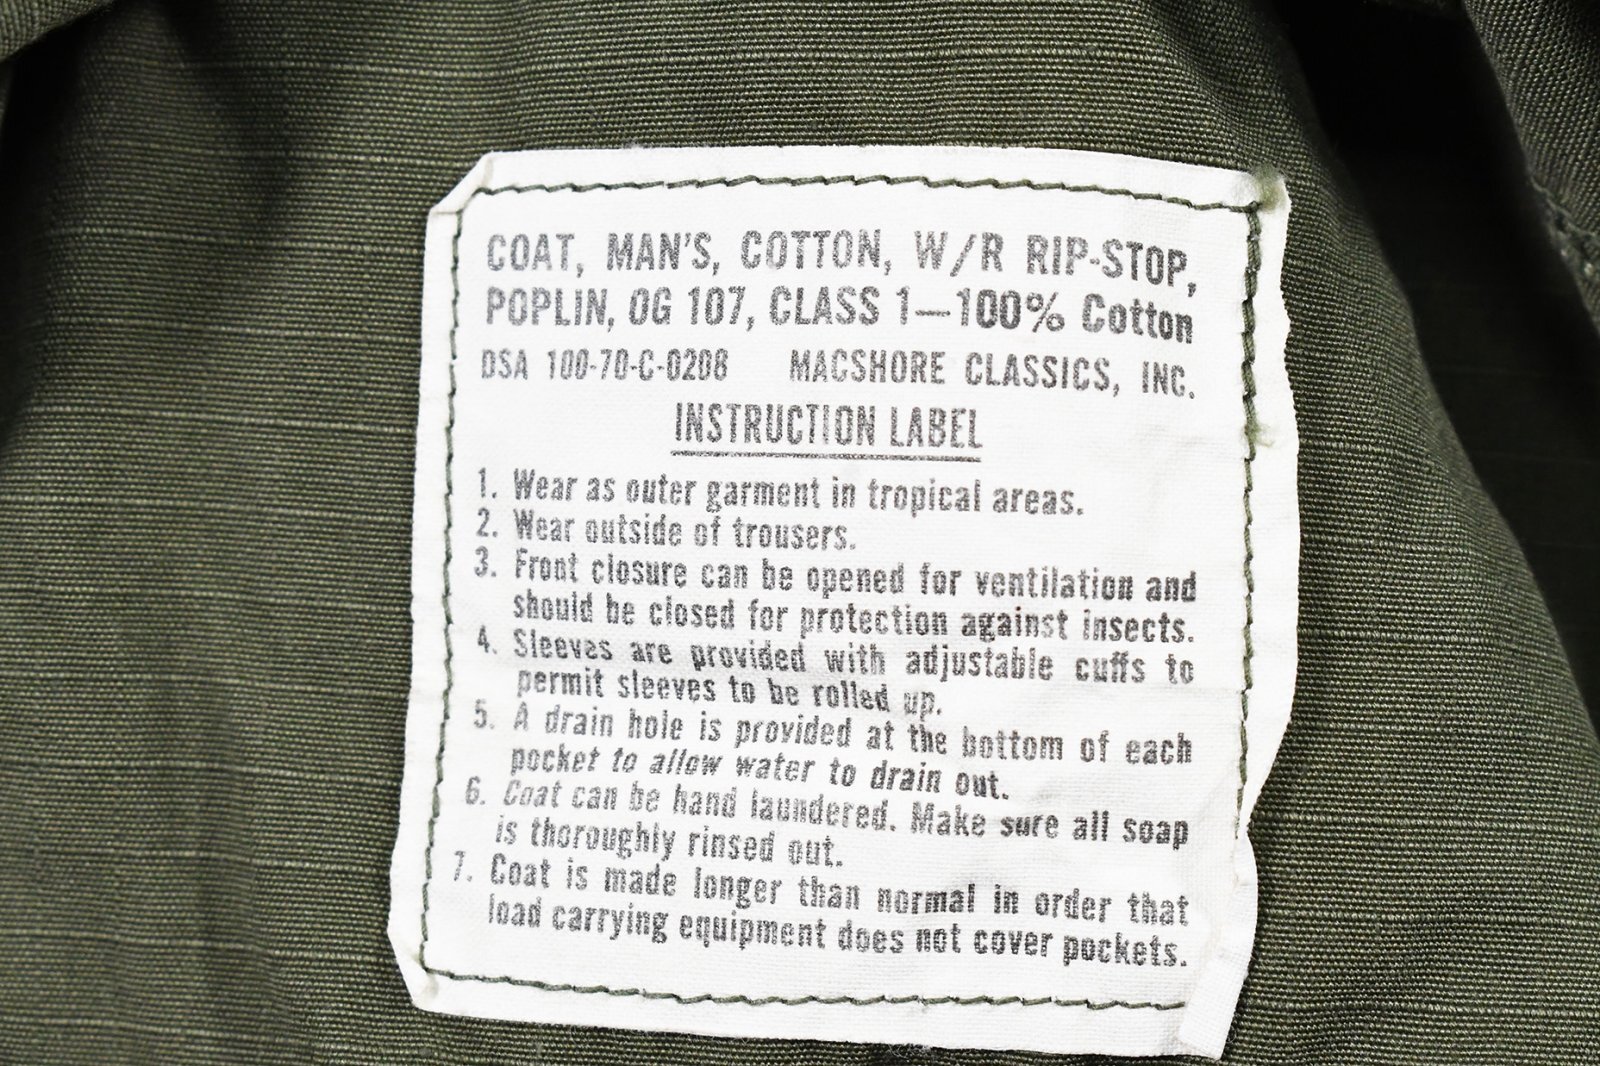 COAT, MAN'S, COTTON, W/R RIP-STOP,
POPLIN, OG 107, CLASS 1—100% Cotton
DSA 100-70-C-0208 MACSHORE CLASSICS, INC.
INSTRUCTION LABEL
1. Wear as outer garment in tropical areas.
2. Wear outside of trousers.
3. Front closure can be opened for ventilation and
should be closed for protection against insects.
4. Sleeves are provided with adjustable cuffs to
permit sleeves to be rolled up.
5. A drain hole is provided at the bottom of each
pocket to allow water to drain out.
6. Coat can be hand laundered. Make sure all soap
is thoroughly rinsed out.
7. Coat is made longer than normal in order that
load carrying equipment does not cover pockets.